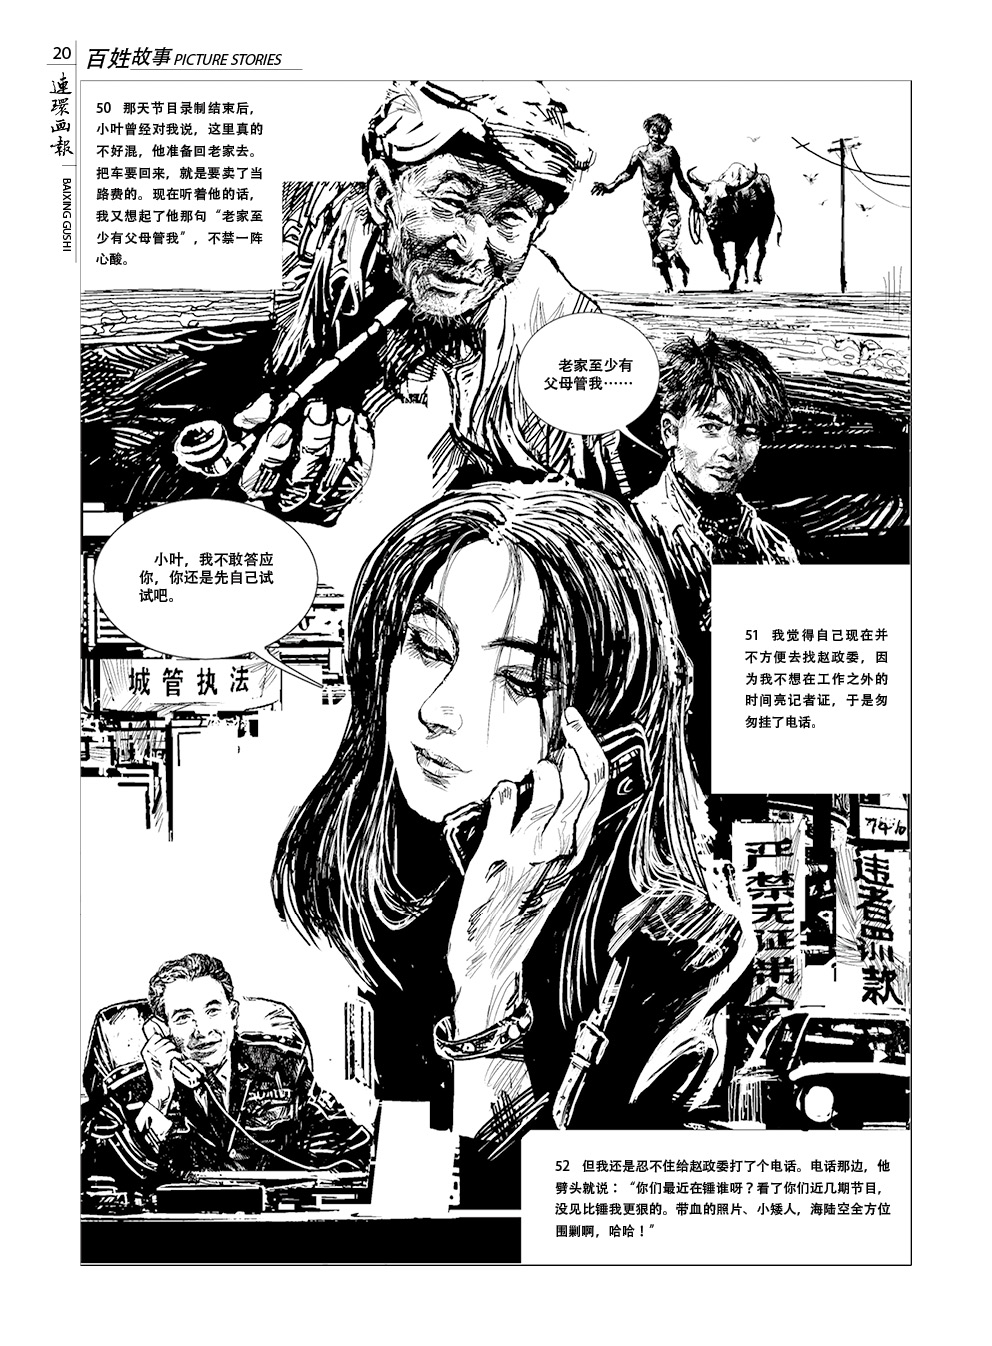 20
百姓故事 PICTURE STORIES
連環画報
BAIXING GUSHI
50 那天节目录制结束后，
小叶曾经对我说，这里真的
不好混，他准备回老家去。
把车要回来，就是要卖了当
路费的。现在听着他的话，
我又想起了他那句“老家至
少有父母管我”，不禁一阵
心酸。
老家至少有
父母管我……
小叶，我不敢答应
你，你还是先自己试
试吧。
城管执法
51 我觉得自己现在并
不方便去找赵政委，因
为我不想在工作之外的
时间亮记者证，于是匆
匆挂了电话。
严禁无证带
违者罚款
52 但我还是忍不住给赵政委打了个电话。电话那边，他
劈头就说：“你们最近在锤谁呀？看了你们近几期节目，
没见比锤我更狠的。带血的照片、小矮人，海陆空全方位
围剿啊，哈哈！”